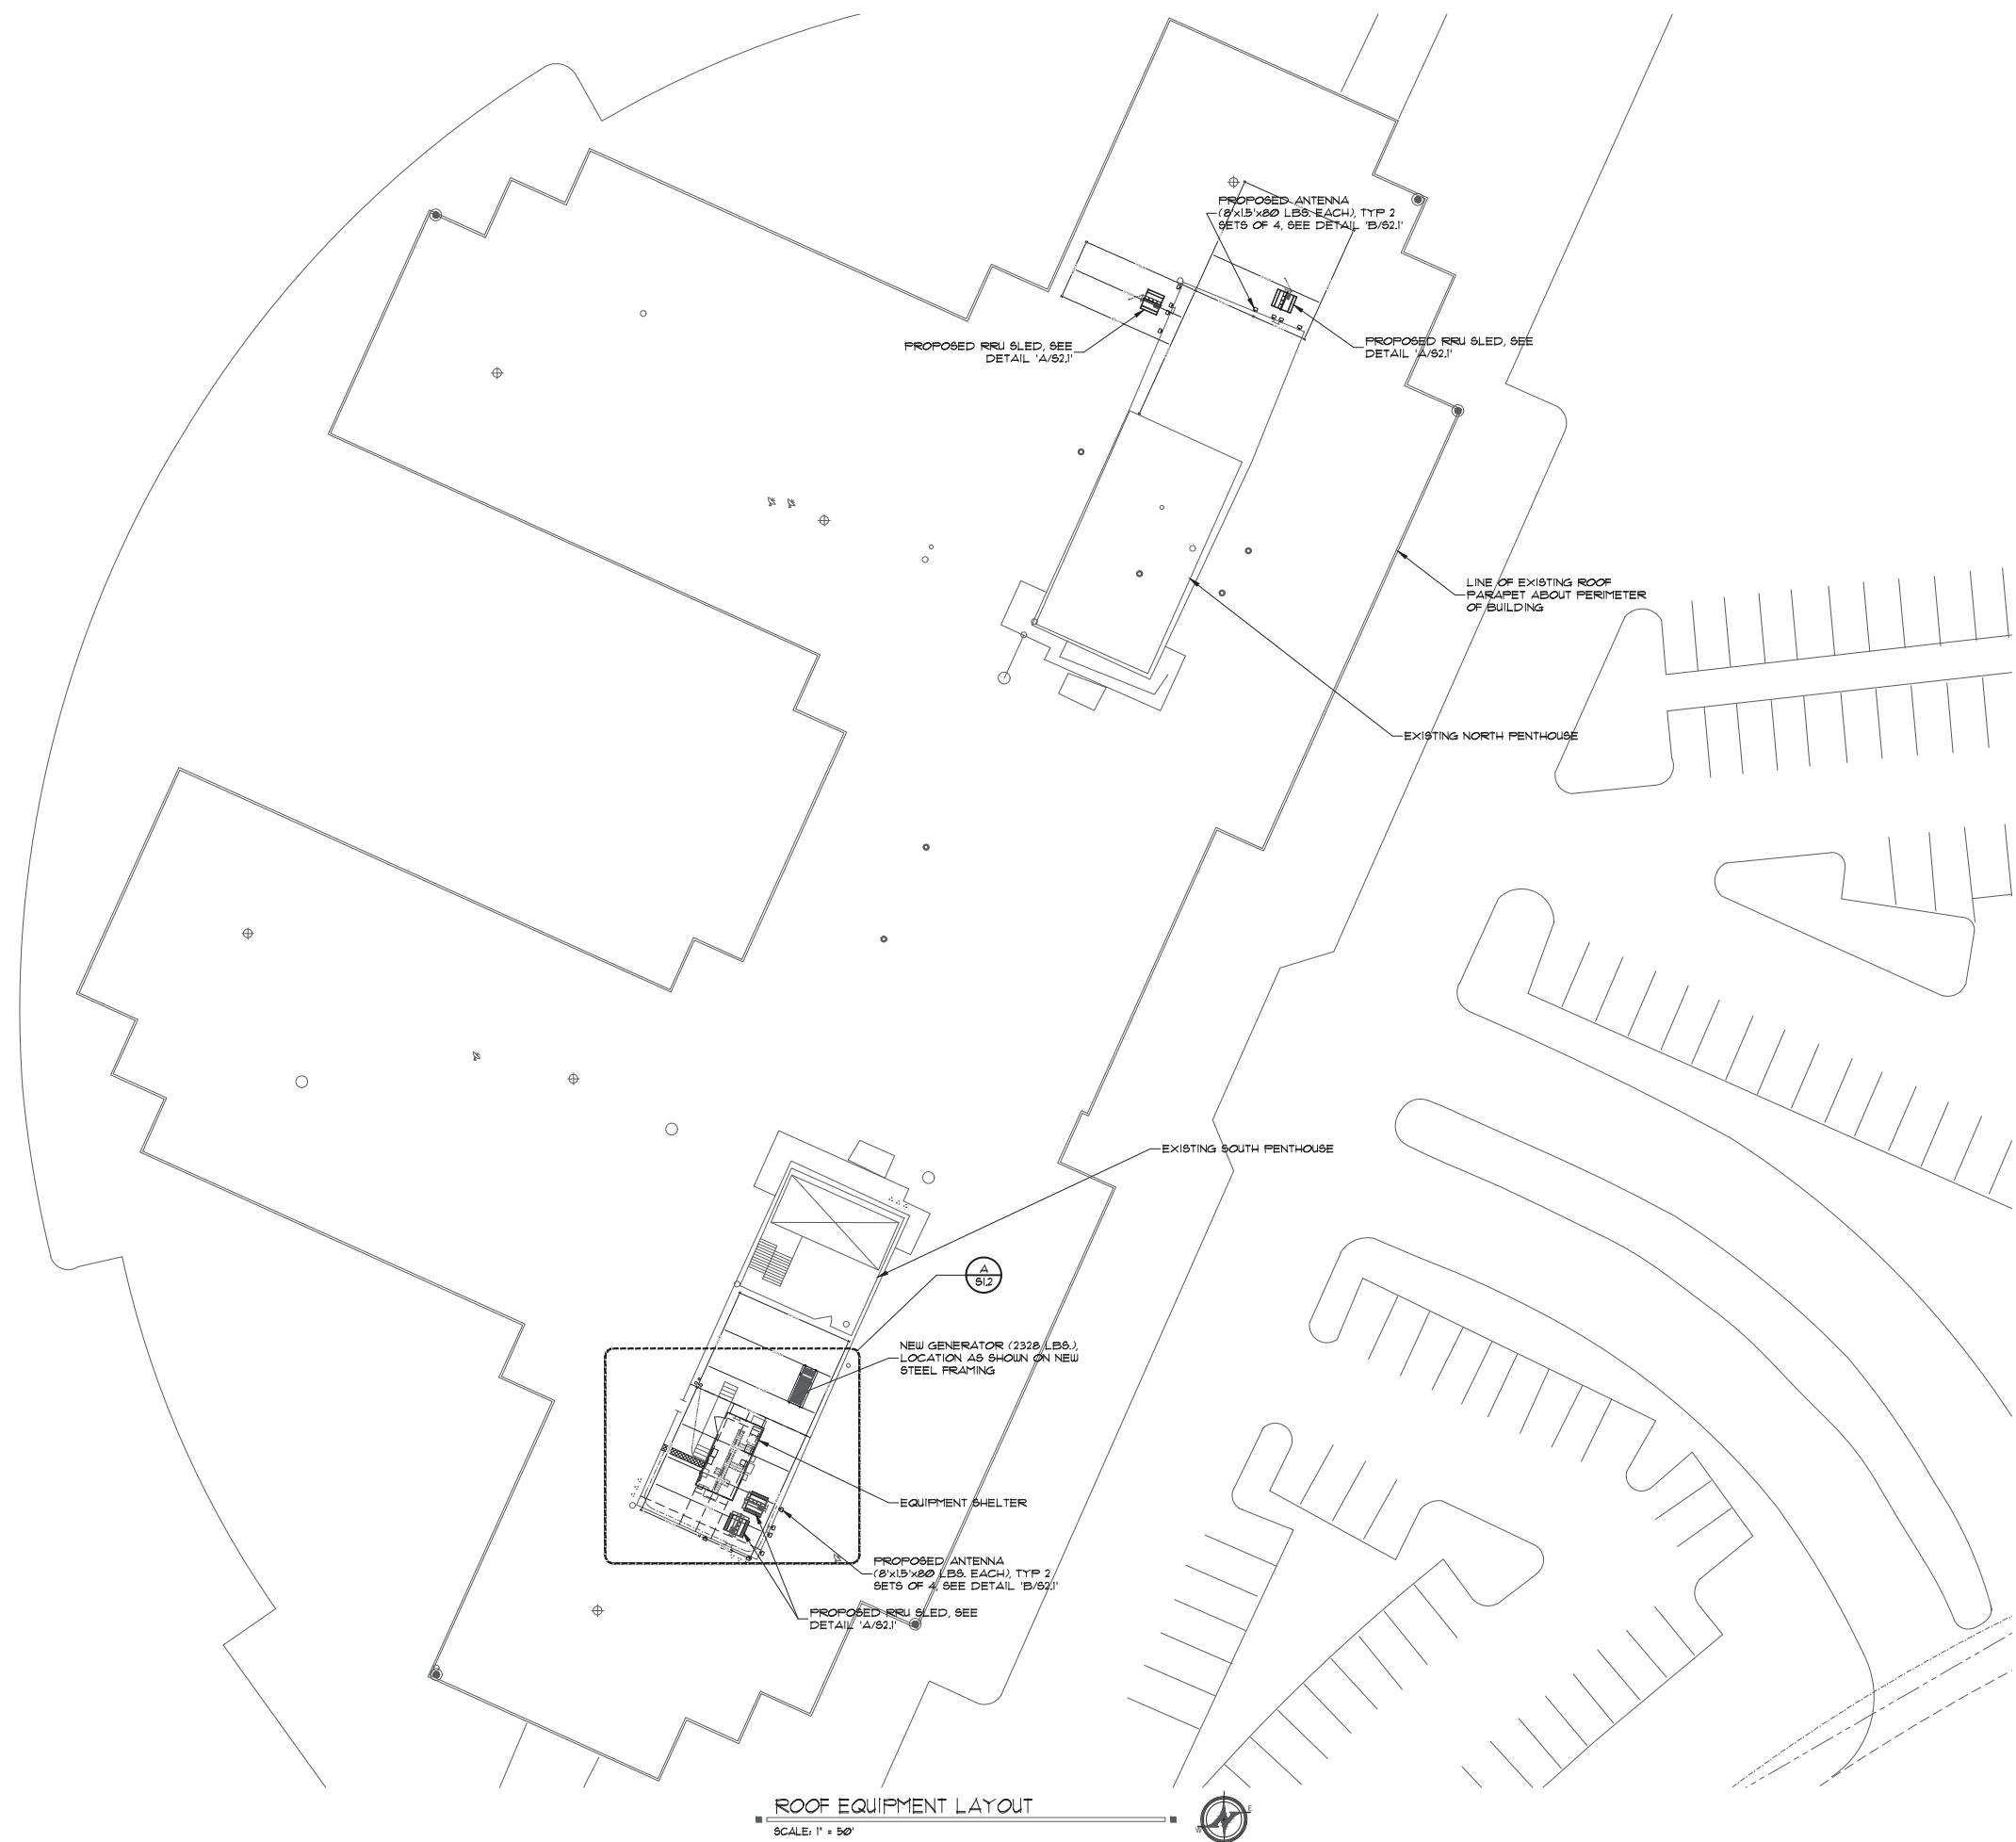 PROPOSED ANTENNA
(8'x1.5'x80 LBS. EACH), TYP 2
SETS OF 4, SEE DETAIL 'B/S2.1'
PROPOSED RRU SLED, SEE
DETAIL 'A/S2.1'
PROPOSED RRU SLED, SEE
DETAIL 'A/S2.1'
LINE OF EXISTING ROOF
PARAPET ABOUT PERIMETER
OF BUILDING
EXISTING NORTH PENTHOUSE
EXISTING SOUTH PENTHOUSE
A
S1.2
NEW GENERATOR (2328 LBS.),
LOCATION AS SHOWN ON NEW
STEEL FRAMING
EQUIPMENT SHELTER
PROPOSED ANTENNA
(8'x1.5'x80 LBS. EACH), TYP 2
SETS OF 4, SEE DETAIL 'B/S2.1'
PROPOSED RRU SLED, SEE
DETAIL 'A/S2.1'
ROOF EQUIPMENT LAYOUT
SCALE: 1" = 50'
N
E
W